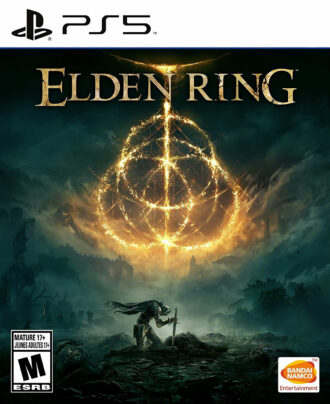 PS5
ELDEN RING
MATURE 17+
JEUNES ADULTES 17+
M
ESRB
BANDAI
NAMCO
Entertainment